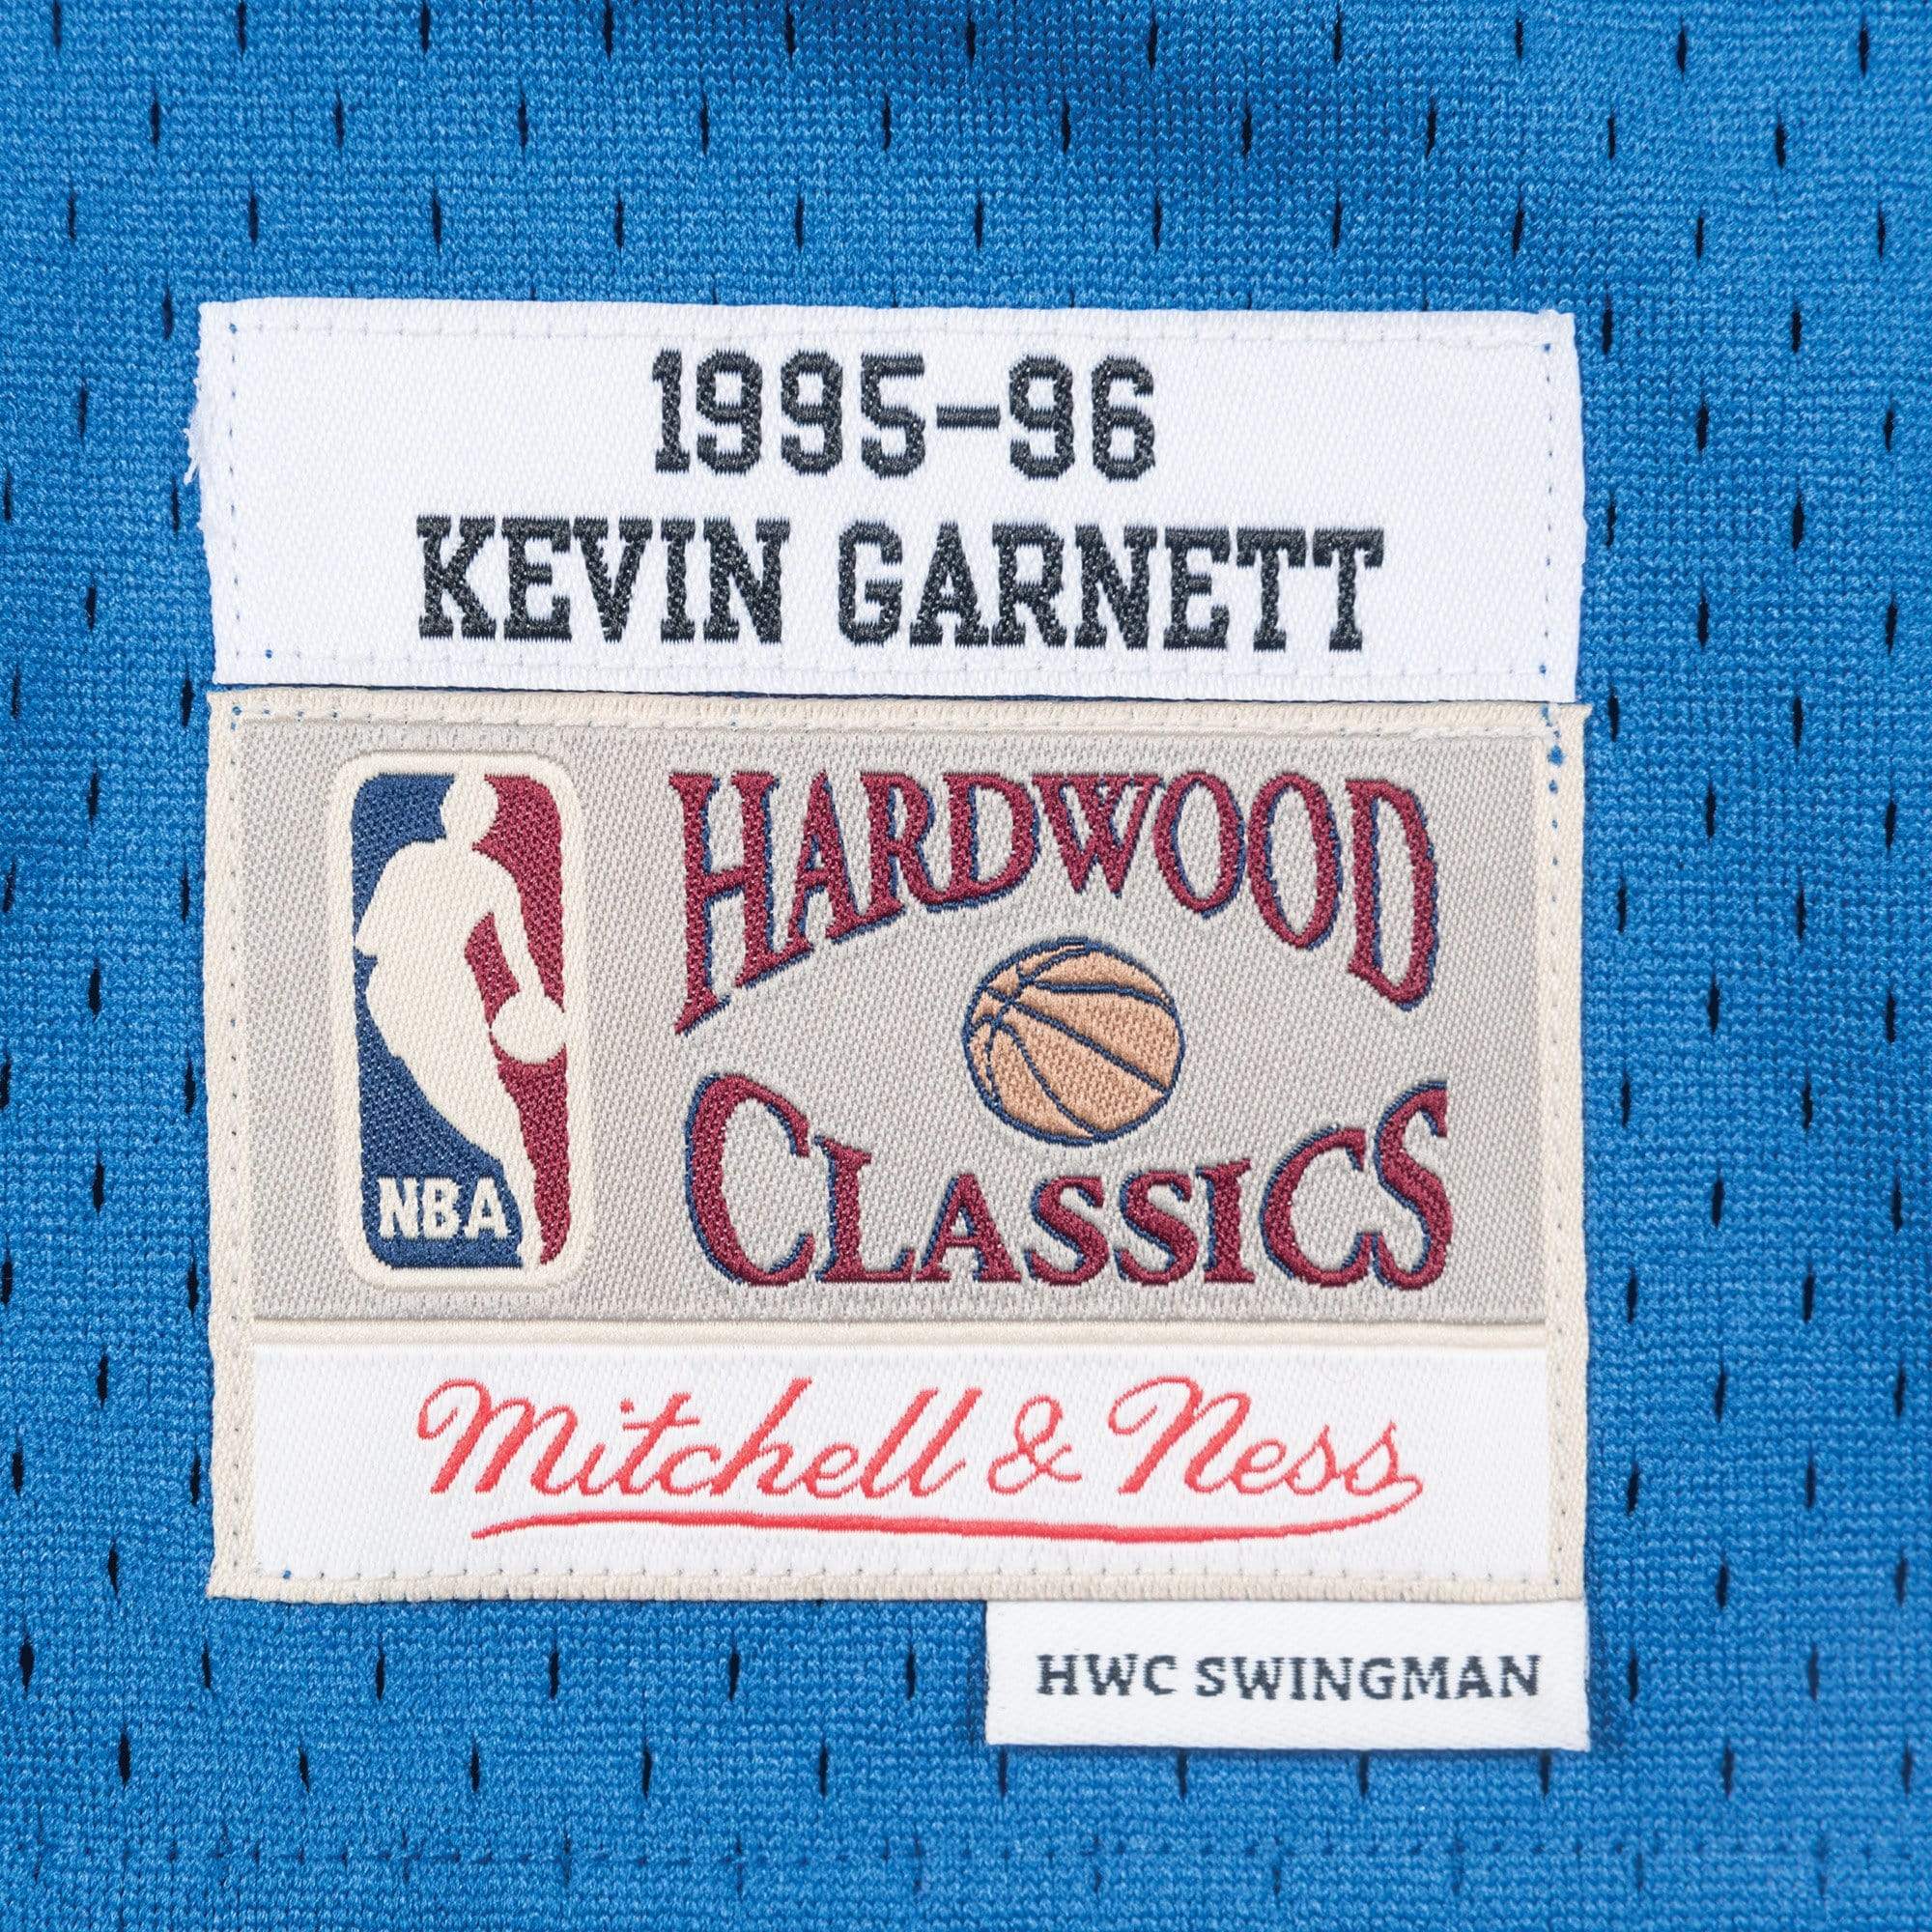 1995-96
KEVIN GARNETT
HARDWOOD
CLASSICS
NBA
Mitchell & Ness
HWC SWINGMAN